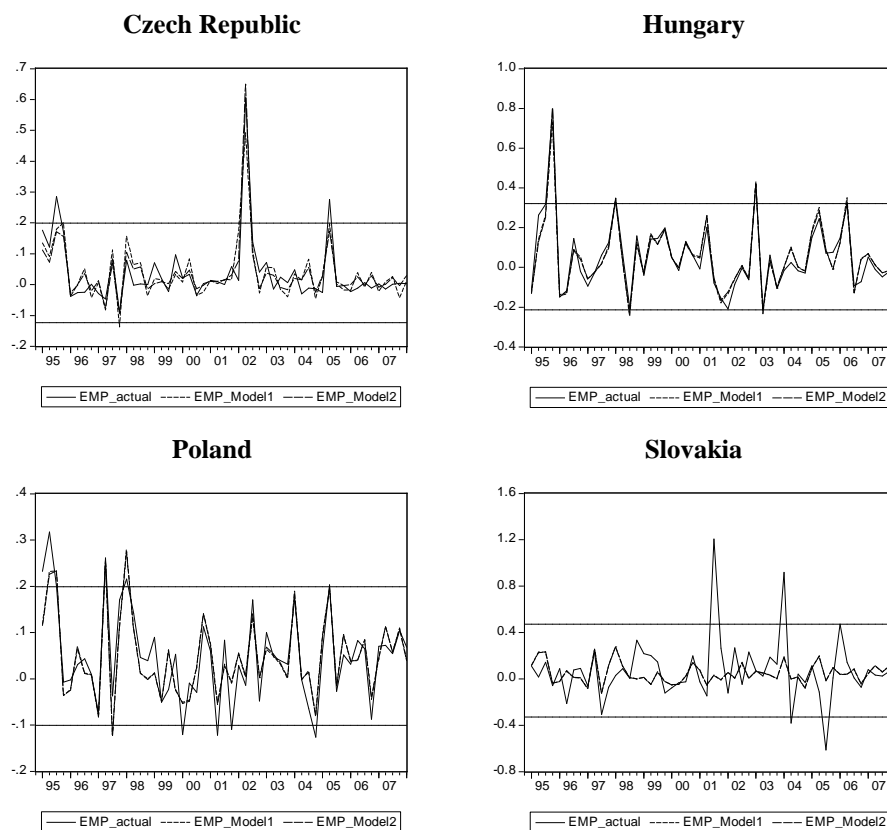 Czech Republic
.7
.6
.5
.4
.3
.2
.1
.0
-.1
-.2
95 96 97 98 99 00 01 02 03 04 05 06 07
EMP_actual EMP_Model1 EMP_Model2
Hungary
1.0
0.8
0.6
0.4
0.2
0.0
-0.2
-0.4
95 96 97 98 99 00 01 02 03 04 05 06 07
EMP_actual EMP_Model1 EMP_Model2
Poland
.4
.3
.2
.1
.0
-.1
-.2
95 96 97 98 99 00 01 02 03 04 05 06 07
EMP_actual EMP_Model1 EMP_Model2
Slovakia
1.6
1.2
0.8
0.4
0.0
-0.4
-0.8
95 96 97 98 99 00 01 02 03 04 05 06 07
EMP_actual EMP_Model1 EMP_Model2